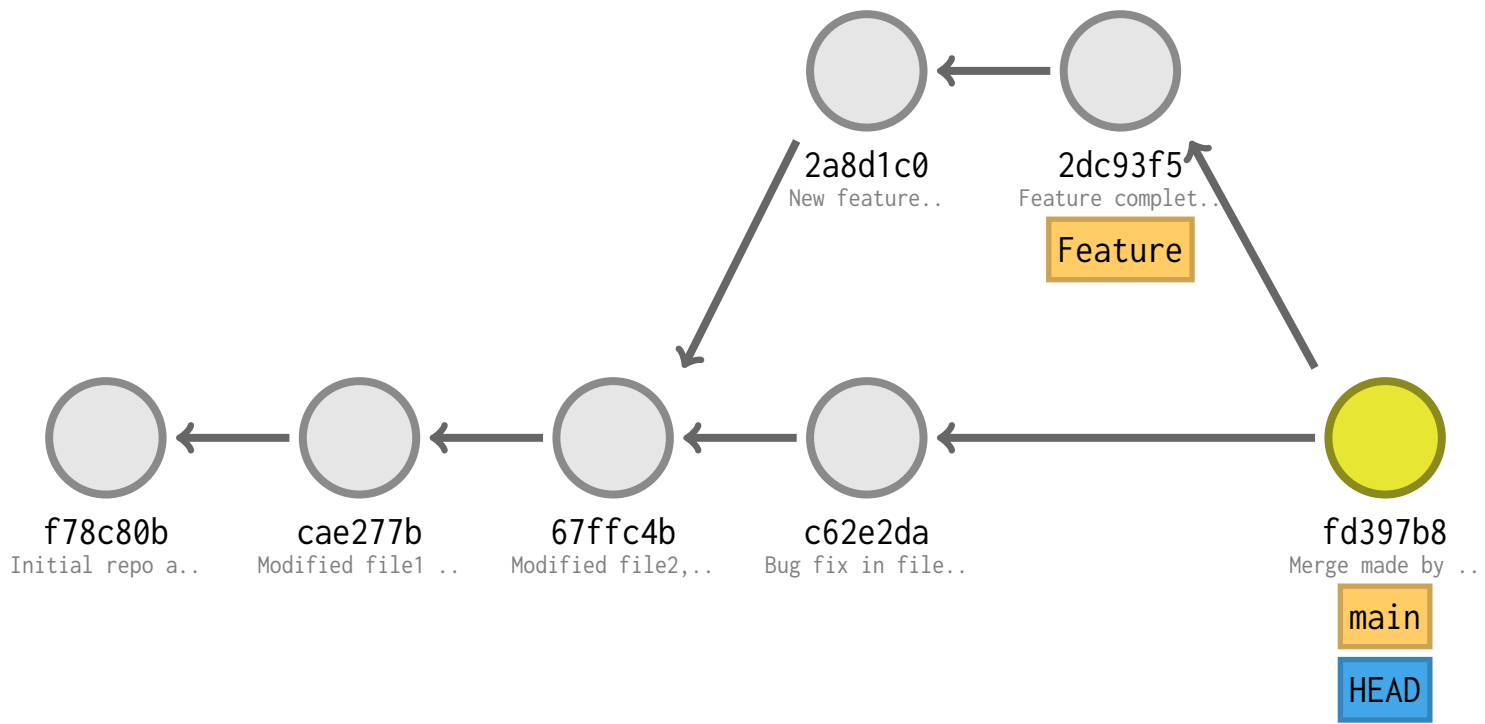 2a8d1c0
New feature..
2dc93f5
Feature complet..
Feature
f78c80b
Initial repo a..
cae277b
Modified file1 ..
67ffc4b
Modified file2,..
c62e2da
Bug fix in file..
fd397b8
Merge made by ..
main
HEAD